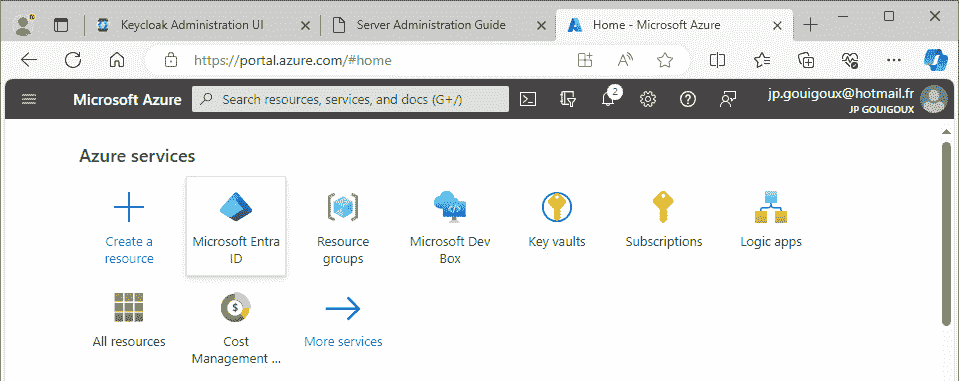 Keycloak Administration UI
Server Administration Guide
Home - Microsoft Azure
https://portal.azure.com/#home
Microsoft Azure
Search resources, services, and docs (G+/)
2
jp.gouigoux@hotmail.fr
JP GOUIGOUX
Azure services
Create a
resource
Microsoft Entra
ID
Resource
groups
Microsoft Dev
Box
Key vaults
Subscriptions
Logic apps
All resources
Cost
Management ...
More services